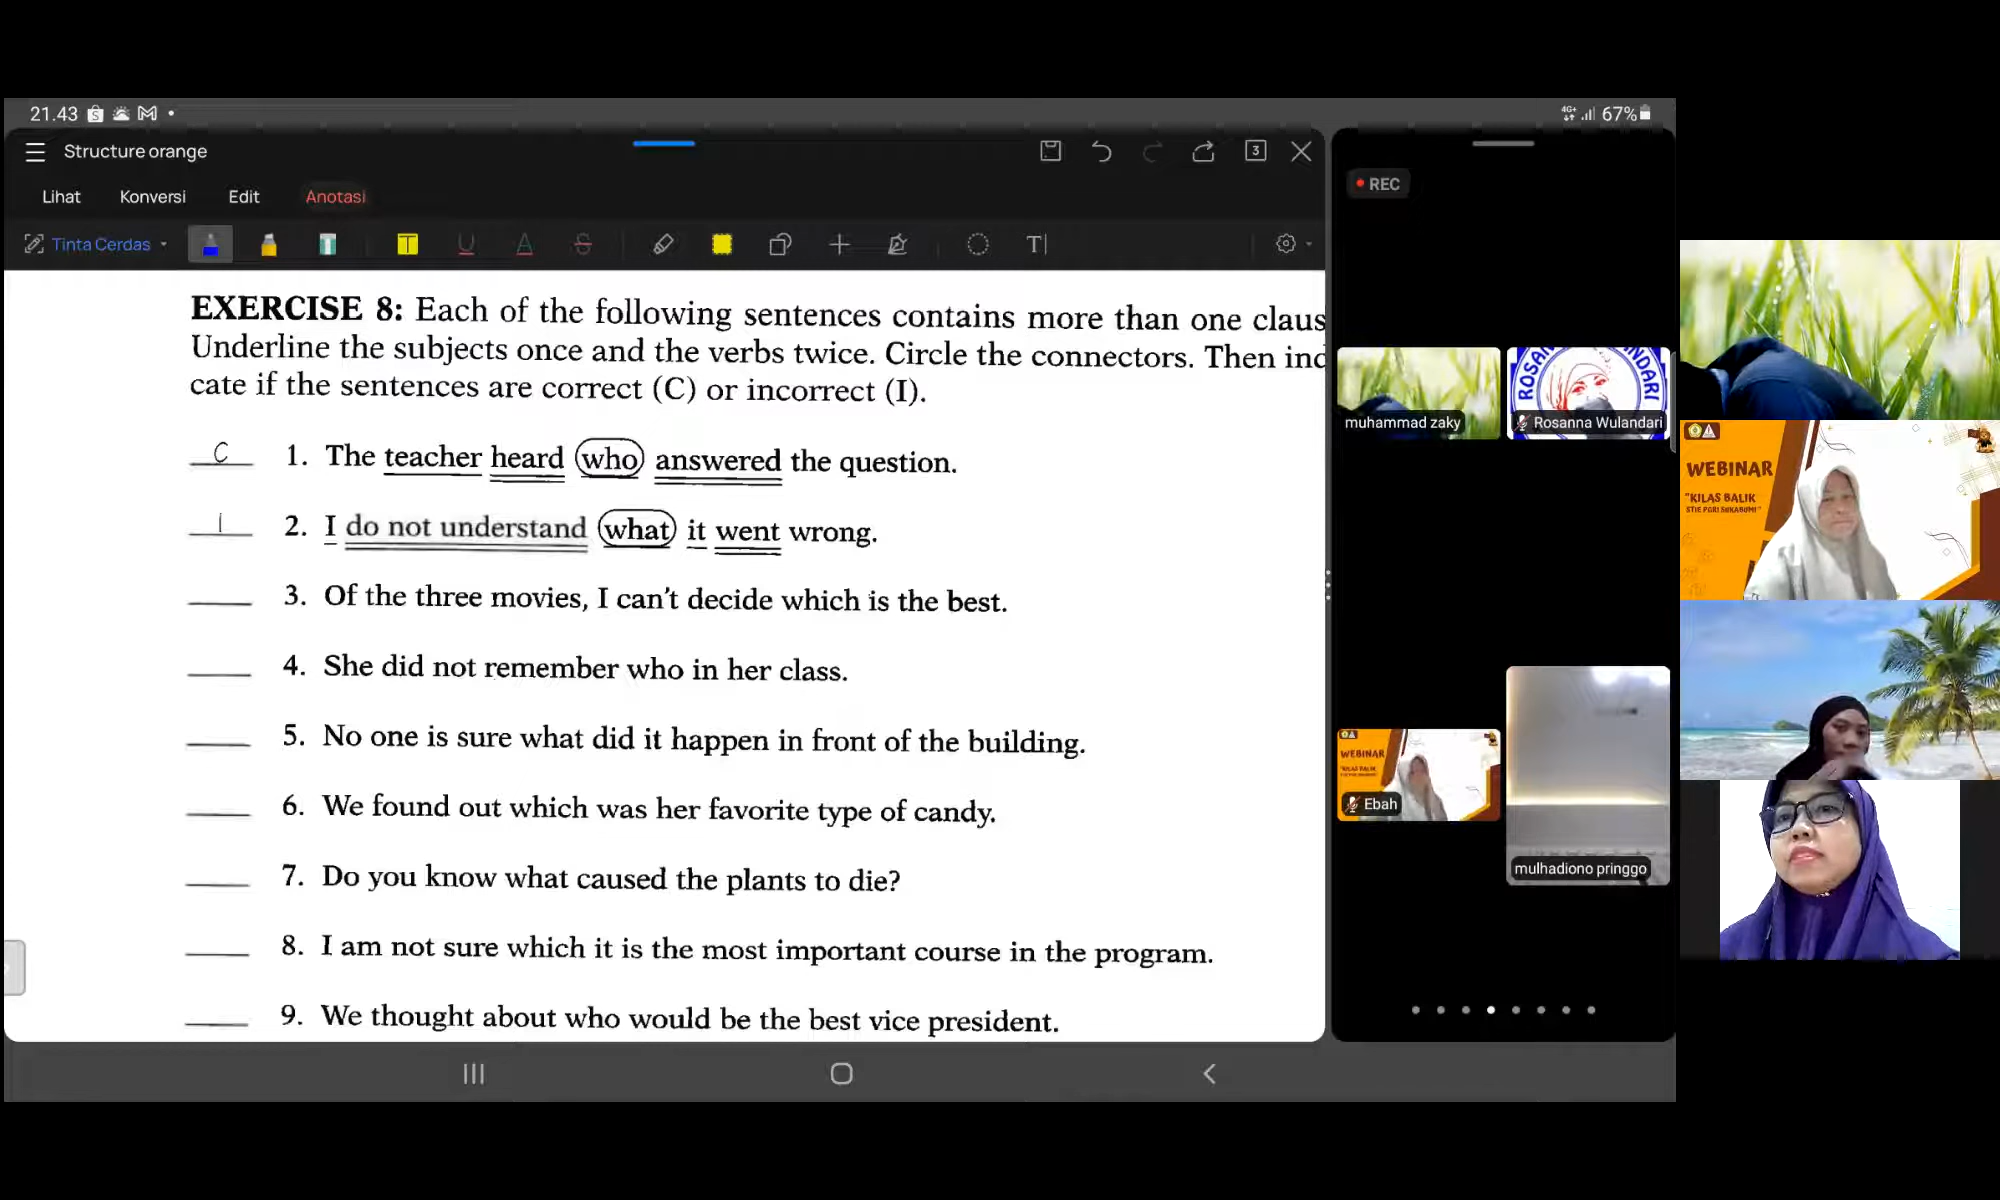 21.43
67%
Structure orange
3
Lihat Konversi Edit Anotasi
Tinta Cerdas
REC
EXERCISE 8: Each of the following sentences contains more than one claus
Underline the subjects once and the verbs twice. Circle the connectors. Then ind
cate if the sentences are correct (C) or incorrect (I).
C 1. The teacher heard who answered the question.
I 2. I do not understand what it went wrong.
3. Of the three movies, I can't decide which is the best.
4. She did not remember who in her class.
5. No one is sure what did it happen in front of the building.
6. We found out which was her favorite type of candy.
7. Do you know what caused the plants to die?
8. I am not sure which it is the most important course in the program.
9. We thought about who would be the best vice president.
muhammad zaky
Rosanna Wulandari
WEBINAR
Ebah
mulhadiono pringgo
WEBINAR
"KILAS BALIK
STIE PGRI SUKABUMI"